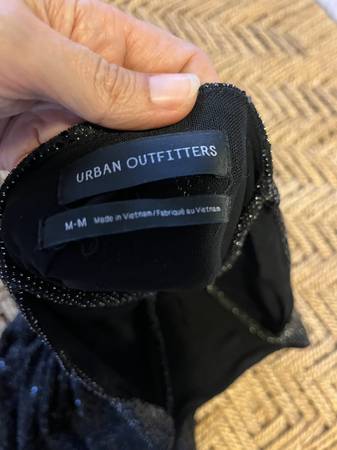 URBAN OUTFITTERS
M-M Made in Vietnam/Fabriqué au Vietnam